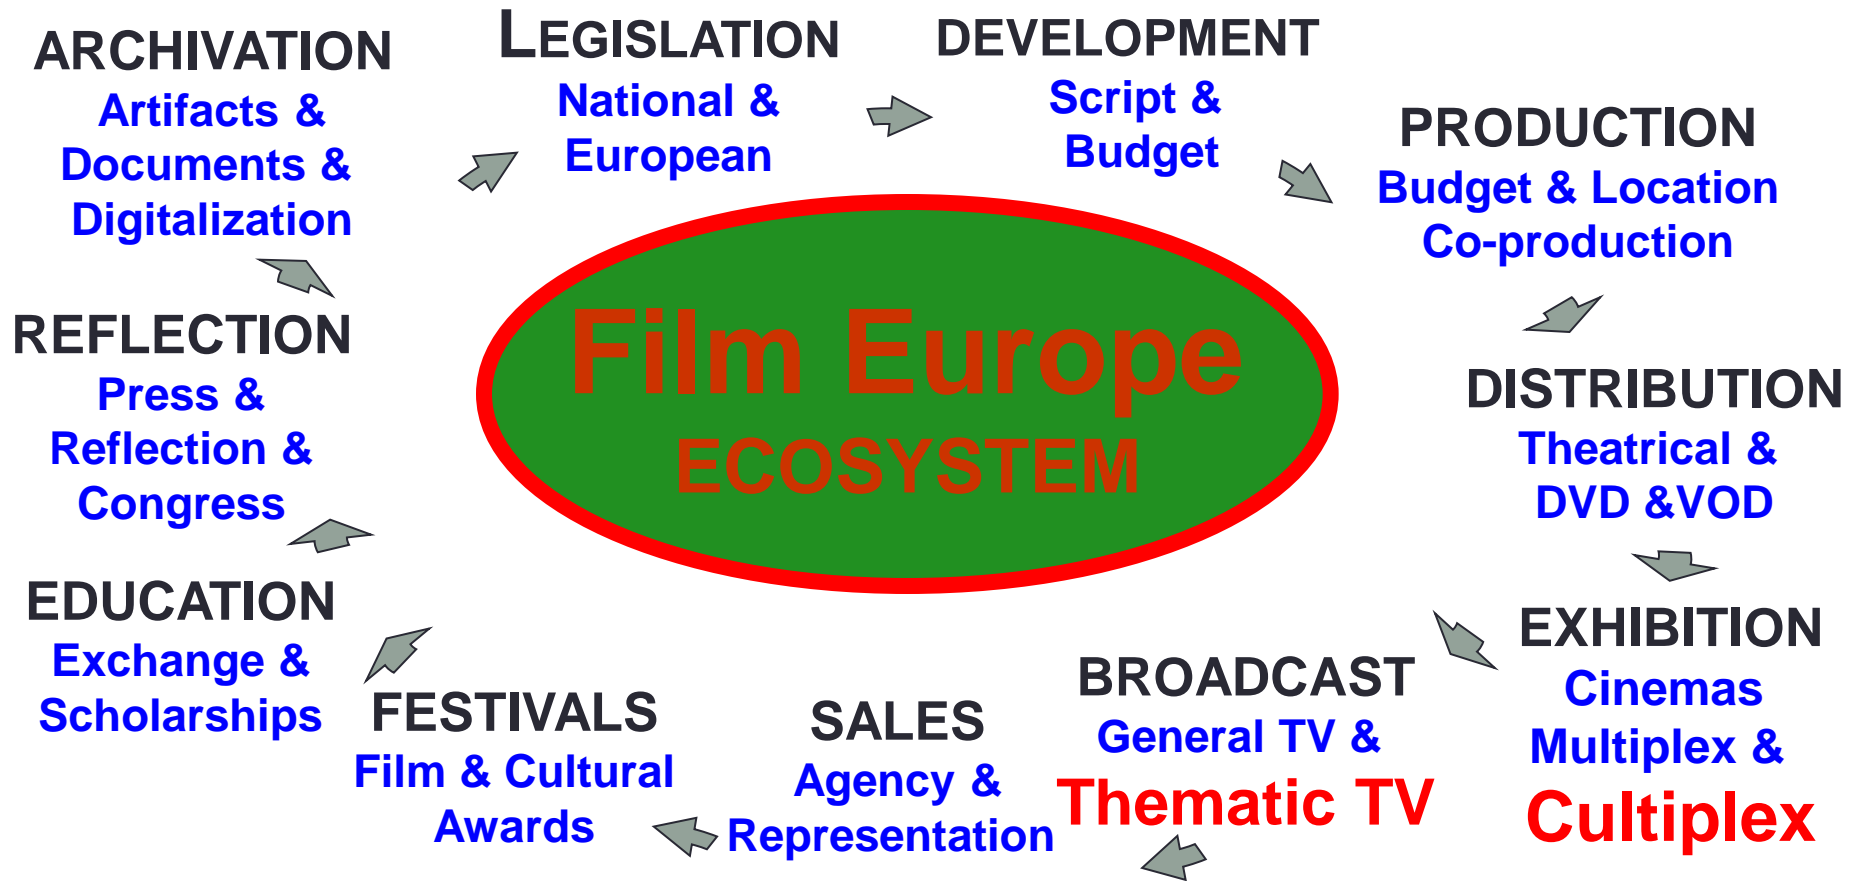 ARCHIVATION
Artifacts &
Documents &
Digitalization
LEGISLATION
National &
European
DEVELOPMENT
Script &
Budget
PRODUCTION
Budget & Location
Co-production
REFLECTION
Press &
Reflection &
Congress
Film Europe
ECOSYSTEM
DISTRIBUTION
Theatrical &
DVD &VOD
EDUCATION
Exchange &
Scholarships
FESTIVALS
Film & Cultural
Awards
SALES
Agency &
Representation
BROADCAST
General TV &
Thematic TV
EXHIBITION
Cinemas
Multiplex &
Cultiplex